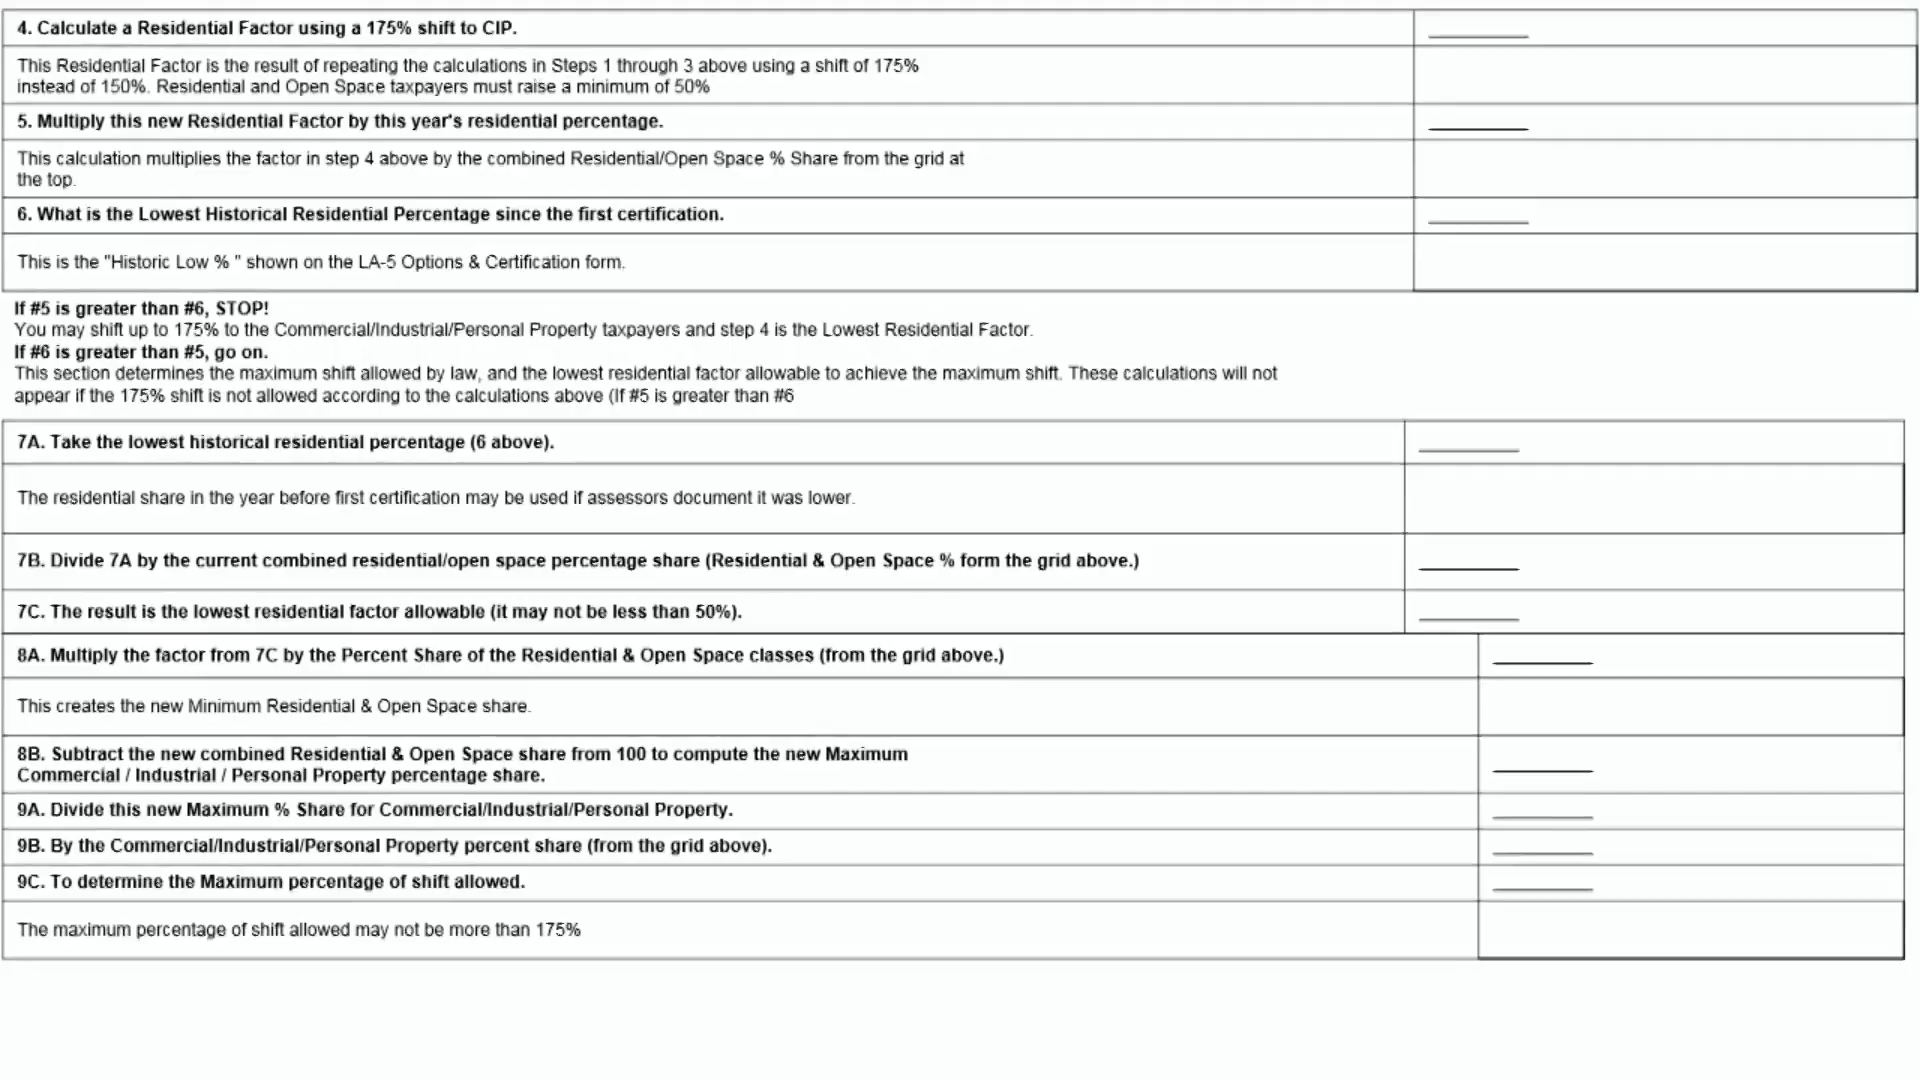 4. Calculate a Residential Factor using a 175% shift to CIP.
This Residential Factor is the result of repeating the calculations in Steps 1 through 3 above using a shift of 175%
instead of 150%. Residential and Open Space taxpayers must raise a minimum of 50%
5. Multiply this new Residential Factor by this year's residential percentage.
This calculation multiplies the factor in step 4 above by the combined Residential/Open Space % Share from the grid at
the top.
6. What is the Lowest Historical Residential Percentage since the first certification.
This is the "Historic Low % " shown on the LA-5 Options & Certification form.
If #5 is greater than #6, STOP!
You may shift up to 175% to the Commercial/Industrial/Personal Property taxpayers and step 4 is the Lowest Residential Factor.
If #6 is greater than #5, go on.
This section determines the maximum shift allowed by law, and the lowest residential factor allowable to achieve the maximum shift. These calculations will not
appear if the 175% shift is not allowed according to the calculations above (If #5 is greater than #6
7A. Take the lowest historical residential percentage (6 above).
The residential share in the year before first certification may be used if assessors document it was lower.
7B. Divide 7A by the current combined residential/open space percentage share (Residential & Open Space % form the grid above.)
7C. The result is the lowest residential factor allowable (it may not be less than 50%).
8A. Multiply the factor from 7C by the Percent Share of the Residential & Open Space classes (from the grid above.)
This creates the new Minimum Residential & Open Space share.
8B. Subtract the new combined Residential & Open Space share from 100 to compute the new Maximum
Commercial / Industrial / Personal Property percentage share.
9A. Divide this new Maximum % Share for Commercial/Industrial/Personal Property.
9B. By the Commercial/Industrial/Personal Property percent share (from the grid above).
9C. To determine the Maximum percentage of shift allowed.
The maximum percentage of shift allowed may not be more than 175%